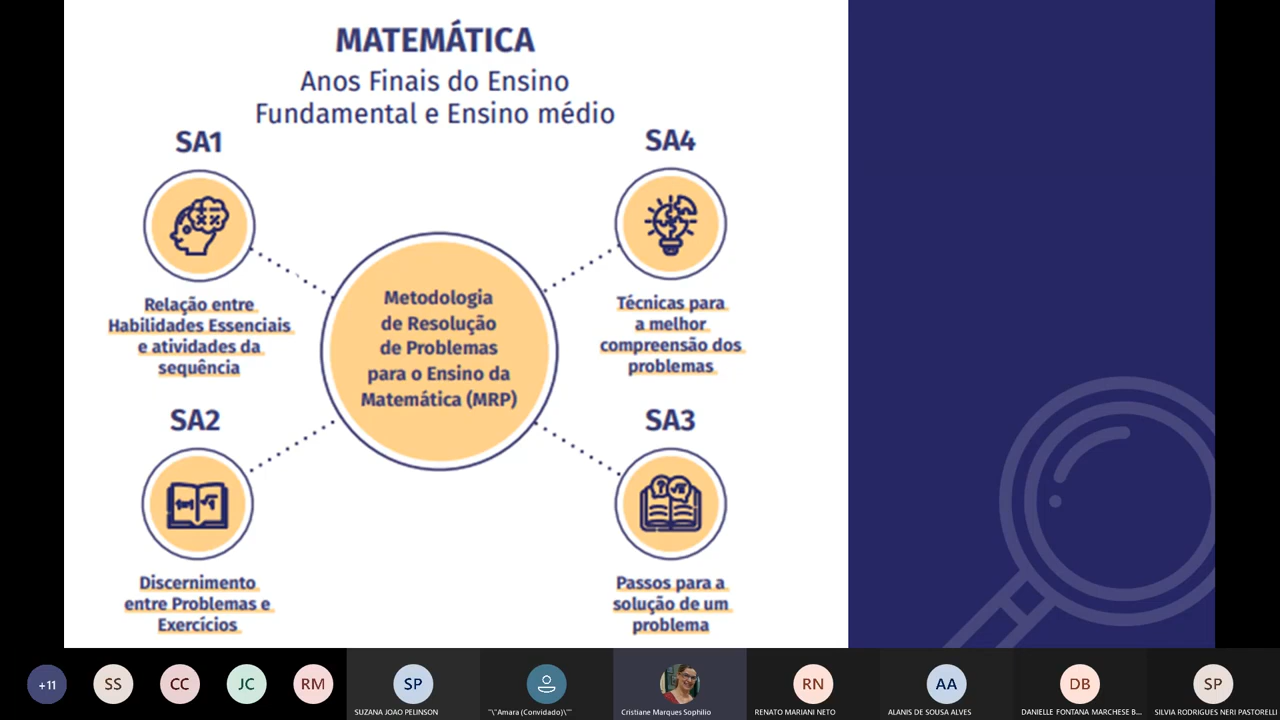 MATEMÁTICA
Anos Finais do Ensino
Fundamental e Ensino médio
SA1
Relação entre
Habilidades Essenciais
e atividades da
sequência
SA4
Técnicas para
a melhor
compreensão dos
problemas
Metodologia
de Resolução
de Problemas
para o Ensino da
Matemática (MRP)
SA2
Discernimento
entre Problemas e
Exercícios
SA3
Passos para a
solução de um
problema
+11
SS
CC
JC
RM
SP
SUZANA JOAO PELINSON
"\"Amara (Convidado)\""
Cristiane Marques Sophilio
RN
RENATO MARIANI NETO
AA
ALANIS DE SOUSA ALVES
DB
DANIELLE FONTANA MARCHESE B...
SP
SILVIA RODRIGUES NERI PASTORELLI